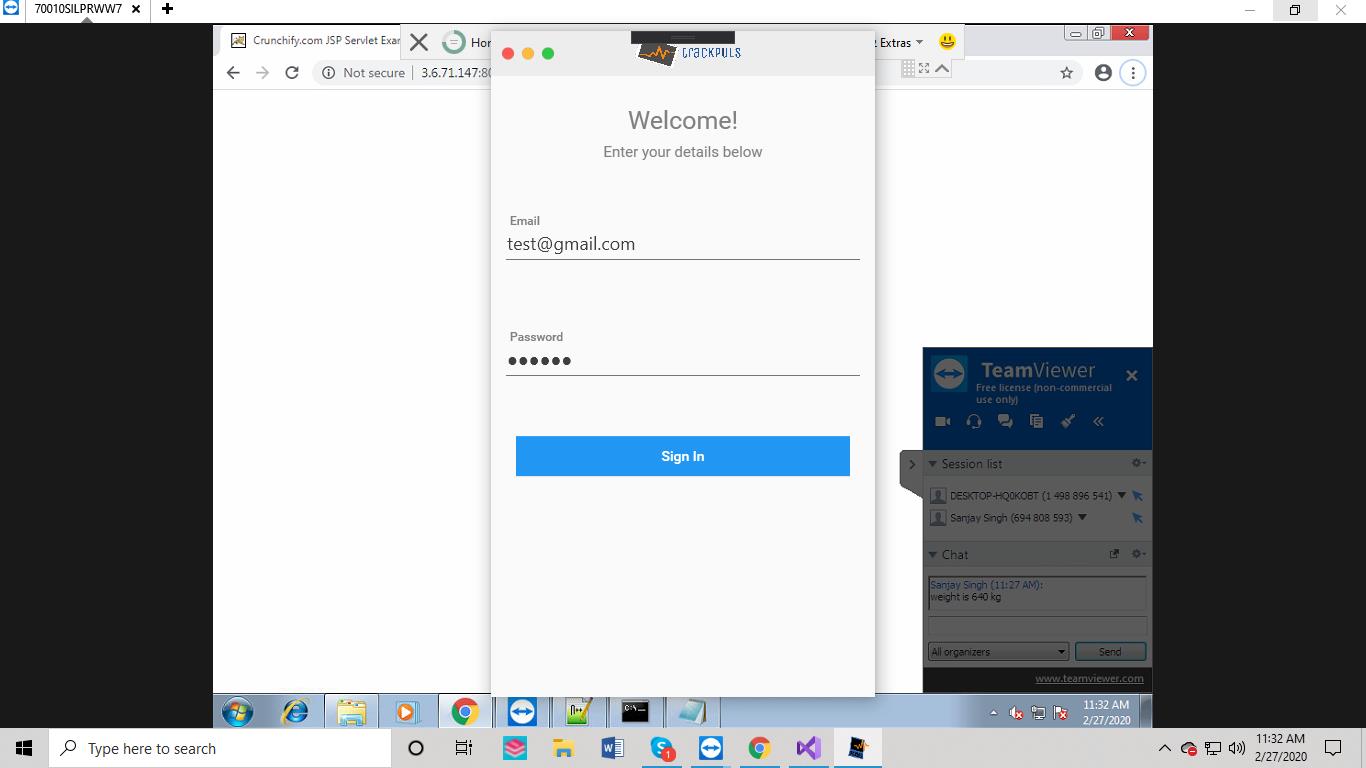 70010SILPRWW7
Crunchify.com JSP Servlet Exar
Hor
Extras
trackpuls
Not secure
3.6.71.147:80
Welcome!
Enter your details below
Email
test@gmail.com
Password
Sign In
TeamViewer
Free license (non-commercial
use only)
Session list
DESKTOP-HQ0KOBT (1 498 896 541)
Sanjay Singh (694 808 593)
Chat
Sanjay Singh (11:27 AM):
weight is 640 kg
All organizers
Send
www.teamviewer.com
11:32 AM
2/27/2020
Type here to search
1
11:32 AM
2/27/2020